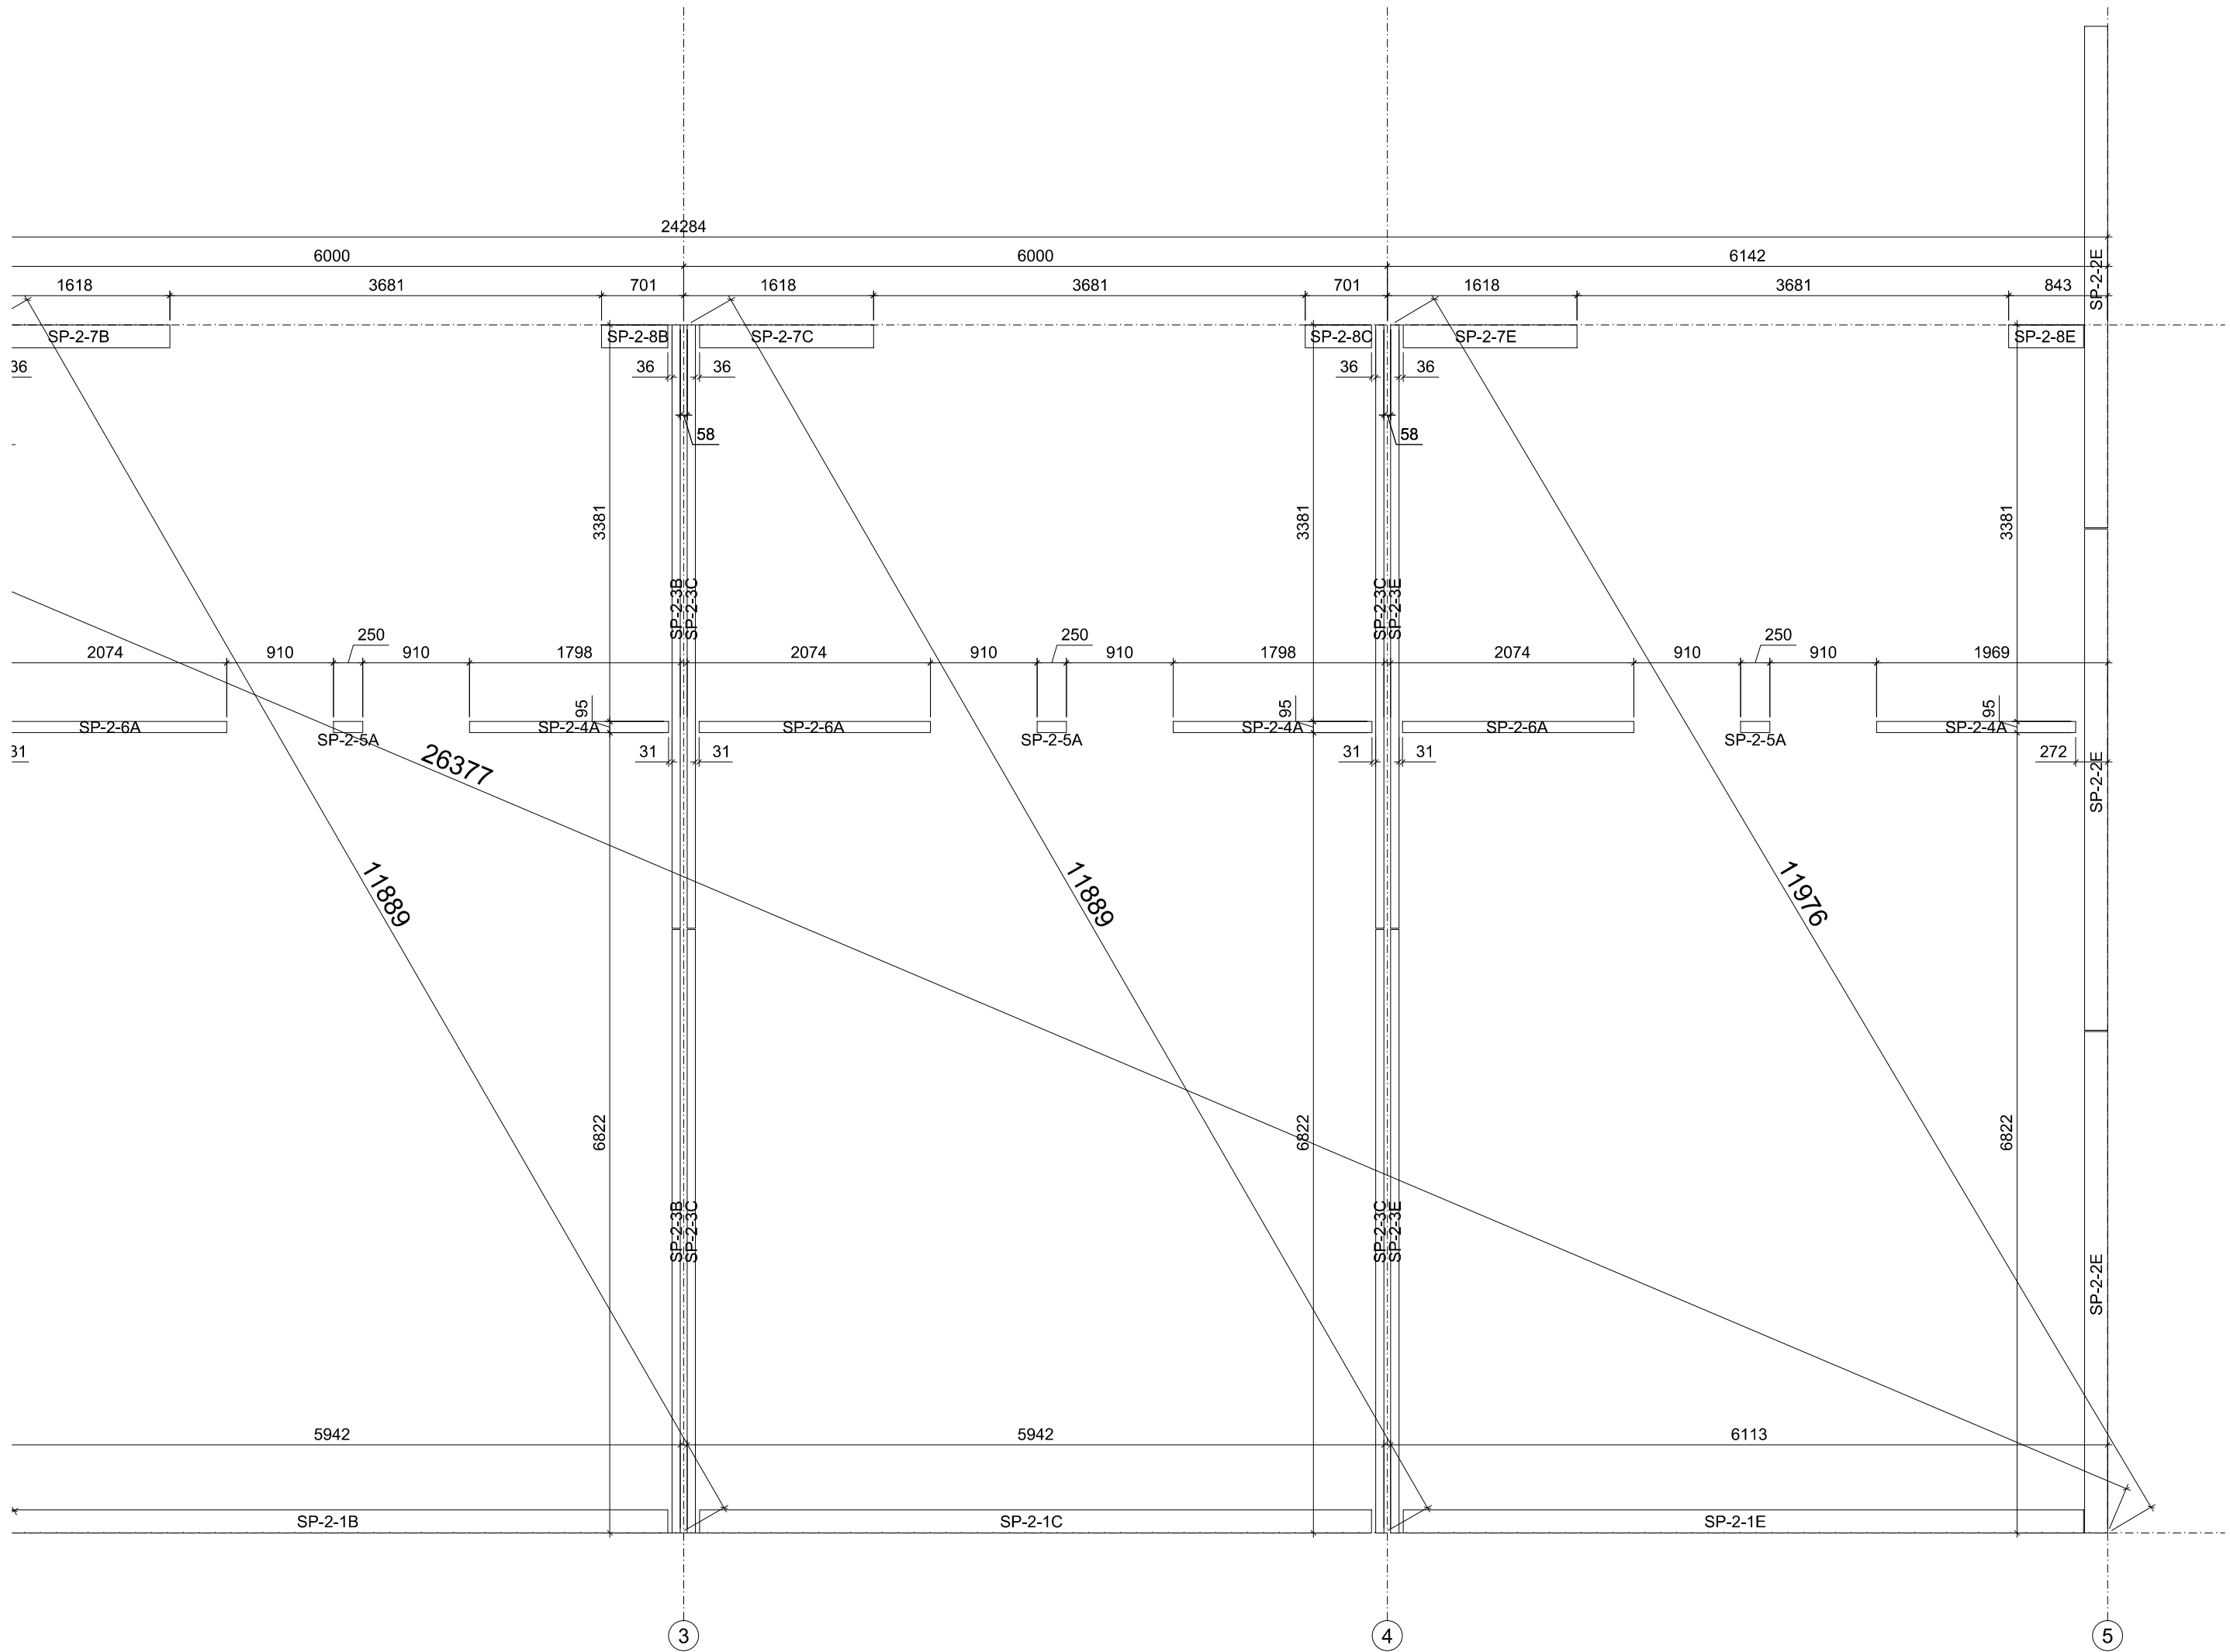 24284
6000 6000 6142
1618 3681 701 1618 3681 701 1618 3681 843
SP-2-2E
SP-2-7B SP-2-8B SP-2-7C SP-2-8C SP-2-7E SP-2-8E
36 36 36 36 36
58 58
3381 3381 3381
SP-2-3B SP-2-3C SP-2-3C SP-2-3E
250 250 250
2074 910 910 1798 2074 910 910 1798 2074 910 910 1969
95 95 95
SP-2-6A SP-2-4A SP-2-6A SP-2-4A SP-2-6A SP-2-4A
SP-2-5A SP-2-5A SP-2-5A
31 31 31 31 31 272
SP-2-2E
26377
11889 11889 11976
6822 6822 6822
SP-2-3B SP-2-3C SP-2-3C SP-2-3E
SP-2-2E
5942 5942 6113
SP-2-1B SP-2-1C SP-2-1E
3 4 5